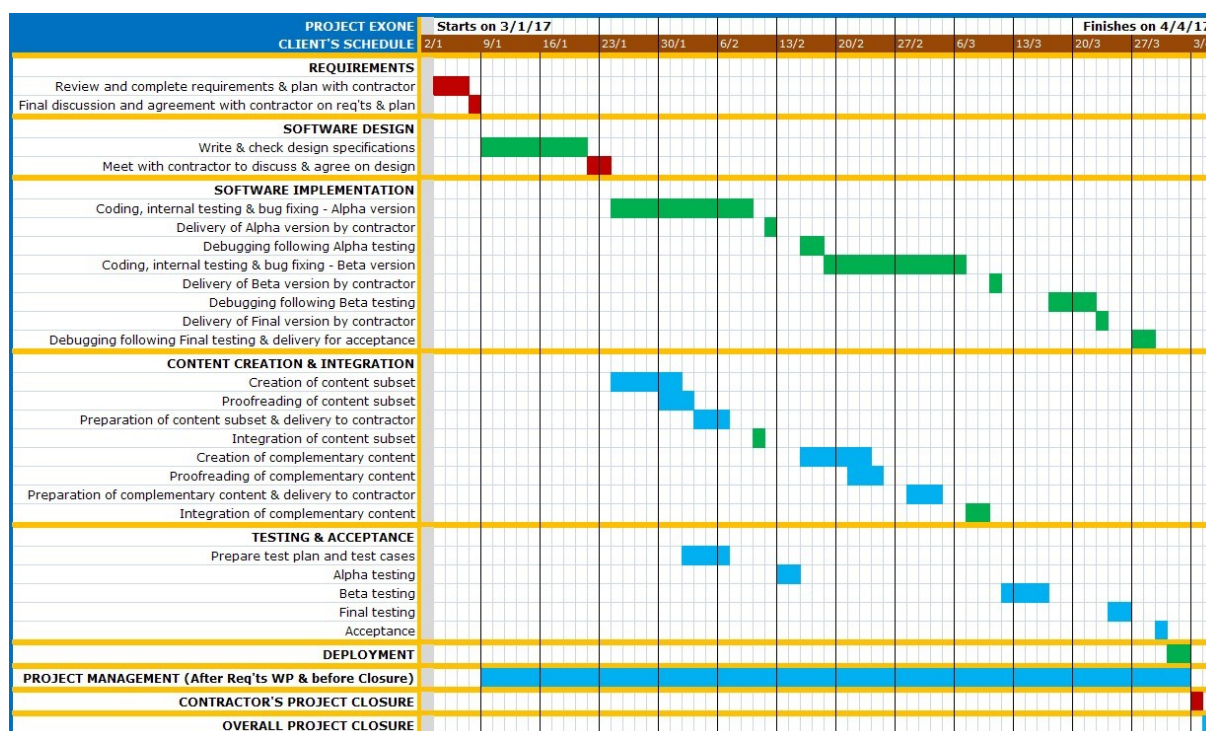 PROJECT EXONE Starts on 3/1/17 Finishes on 4/4/17
CLIENT'S SCHEDULE 2/1 9/1 16/1 23/1 30/1 6/2 13/2 20/2 27/2 6/3 13/3 20/3 27/3
REQUIREMENTS
Review and complete requirements & plan with contractor
Final discussion and agreement with contractor on req'ts & plan
SOFTWARE DESIGN
Write & check design specifications
Meet with contractor to discuss & agree on design
SOFTWARE IMPLEMENTATION
Coding, internal testing & bug fixing - Alpha version
Delivery of Alpha version by contractor
Debugging following Alpha testing
Coding, internal testing & bug fixing - Beta version
Delivery of Beta version by contractor
Debugging following Beta testing
Delivery of Final version by contractor
Debugging following Final testing & delivery for acceptance
CONTENT CREATION & INTEGRATION
Creation of content subset
Proofreading of content subset
Preparation of content subset & delivery to contractor
Integration of content subset
Creation of complementary content
Proofreading of complementary content
Preparation of complementary content & delivery to contractor
Integration of complementary content
TESTING & ACCEPTANCE
Prepare test plan and test cases
Alpha testing
Beta testing
Final testing
Acceptance
DEPLOYMENT
PROJECT MANAGEMENT (After Req'ts WP & before Closure)
CONTRACTOR'S PROJECT CLOSURE
OVERALL PROJECT CLOSURE